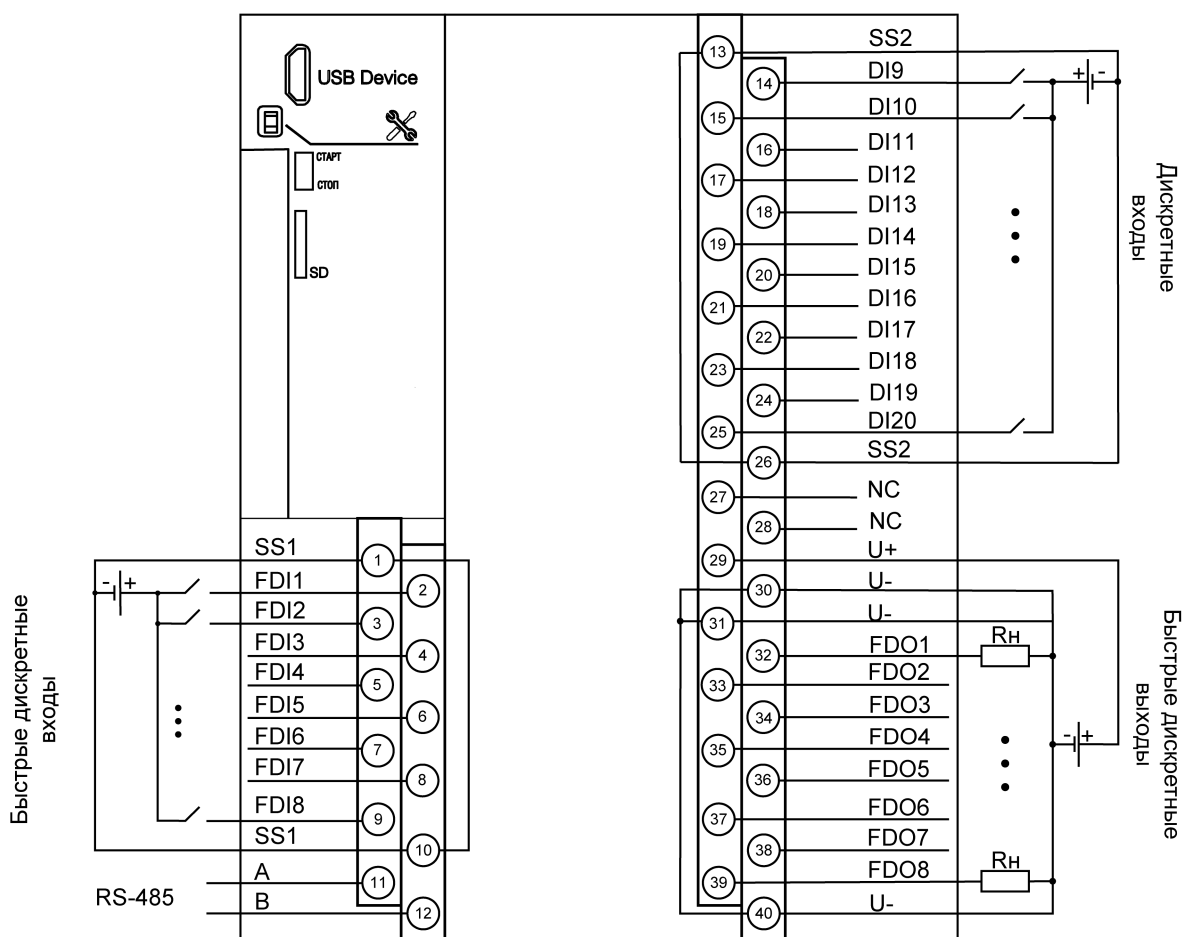 USB Device
СТАРТ
СТОП
SD
SS1
1
- +
FDI1
2
FDI2
3
FDI3
4
FDI4
5
FDI5
6
FDI6
7
FDI7
8
FDI8
9
SS1
10
A
11
RS-485
B
12
Быстрые дискретные
входы
13
SS2
14
DI9
+ -
15
DI10
16
DI11
17
DI12
18
DI13
19
DI14
20
DI15
21
DI16
22
DI17
23
DI18
24
DI19
25
DI20
26
SS2
Дискретные
входы
27
NC
28
NC
29
U+
30
U-
31
U-
32
FDO1
Rн
33
FDO2
34
FDO3
35
FDO4
- +
36
FDO5
37
FDO6
38
FDO7
39
FDO8
Rн
40
U-
Быстрые дискретные
выходы